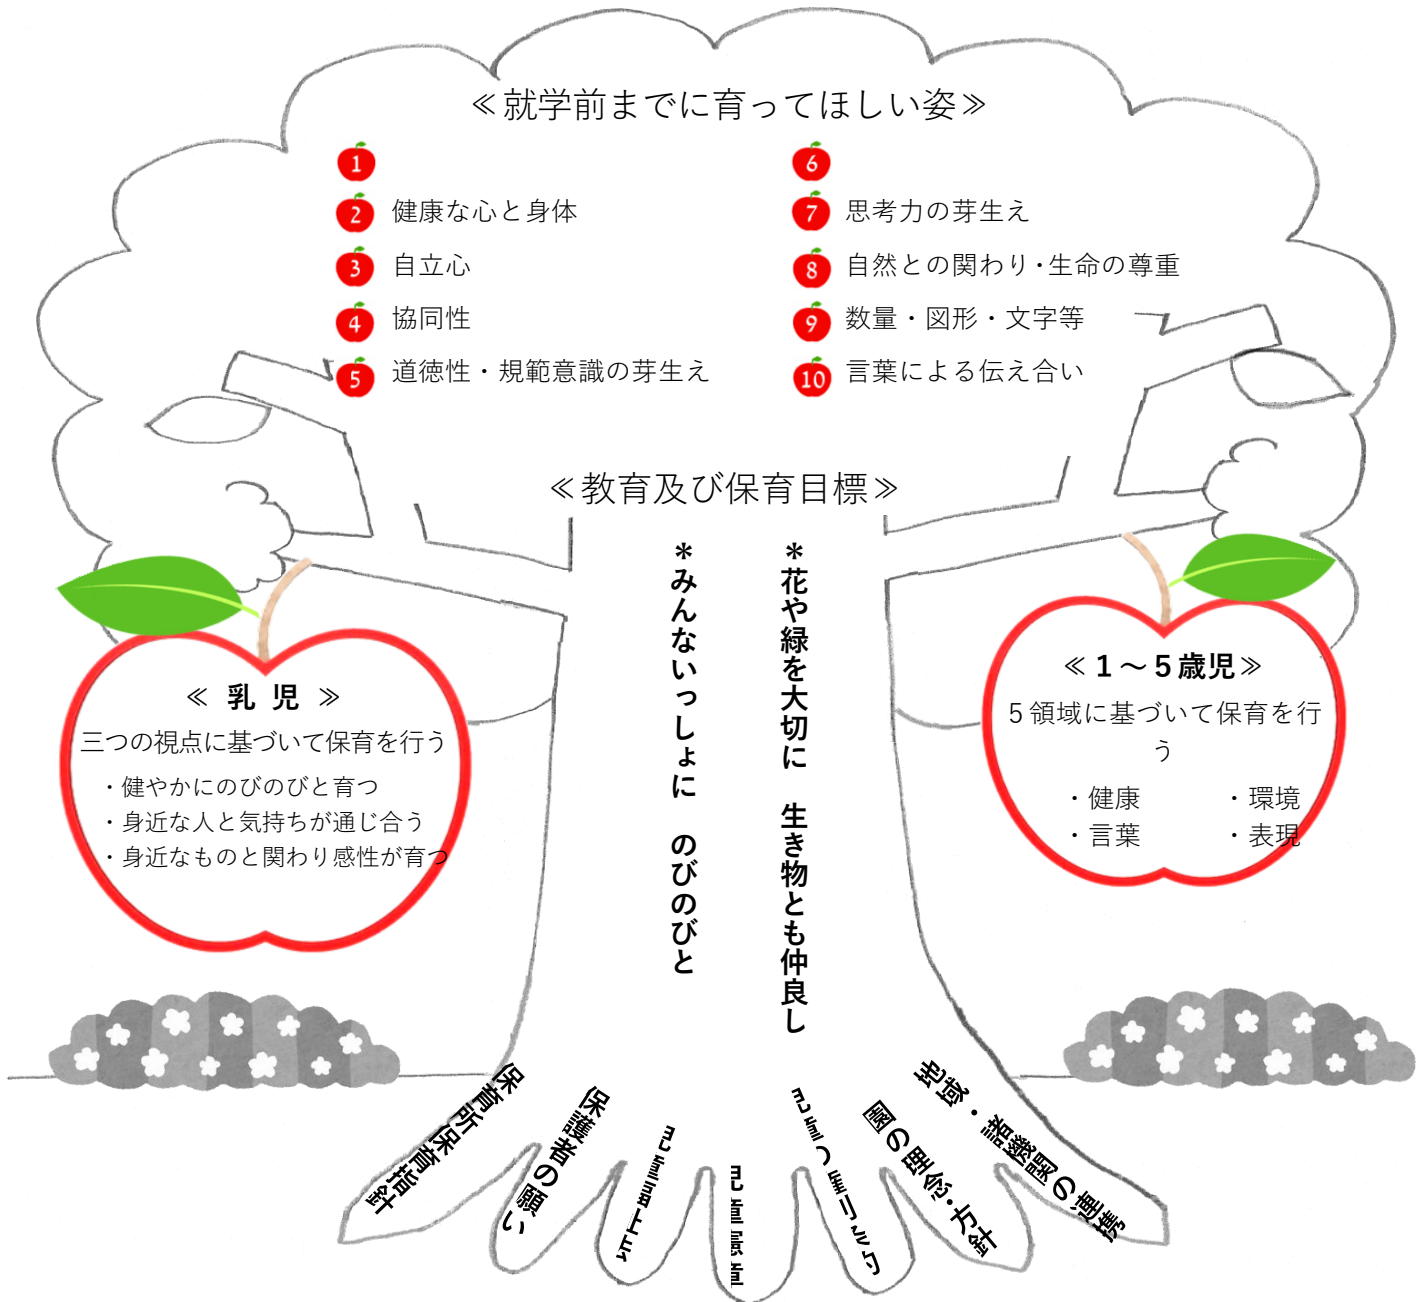 ≪就学前までに育ってほしい姿≫
1
2 健康な心と身体
3 自立心
4 協同性
5 道徳性・規範意識の芽生え
6
7 思考力の芽生え
8 自然との関わり・生命の尊重
9 数量・図形・文字等
10 言葉による伝え合い
≪教育及び保育目標≫
＊花や緑を大切に　生き物とも仲良し
＊みんないっしょに　のびのびと
≪ 乳 児 ≫
三つの視点に基づいて保育を行う
・健やかにのびのびと育つ
・身近な人と気持ちが通じ合う
・身近なものと関わり感性が育つ
≪１～５歳児≫
５領域に基づいて保育を行
う
・健康　・環境
・言葉　・表現
保育所保育指針
保護者の願い
児童憲章
園の理念・方針
地域・諸機関の連携